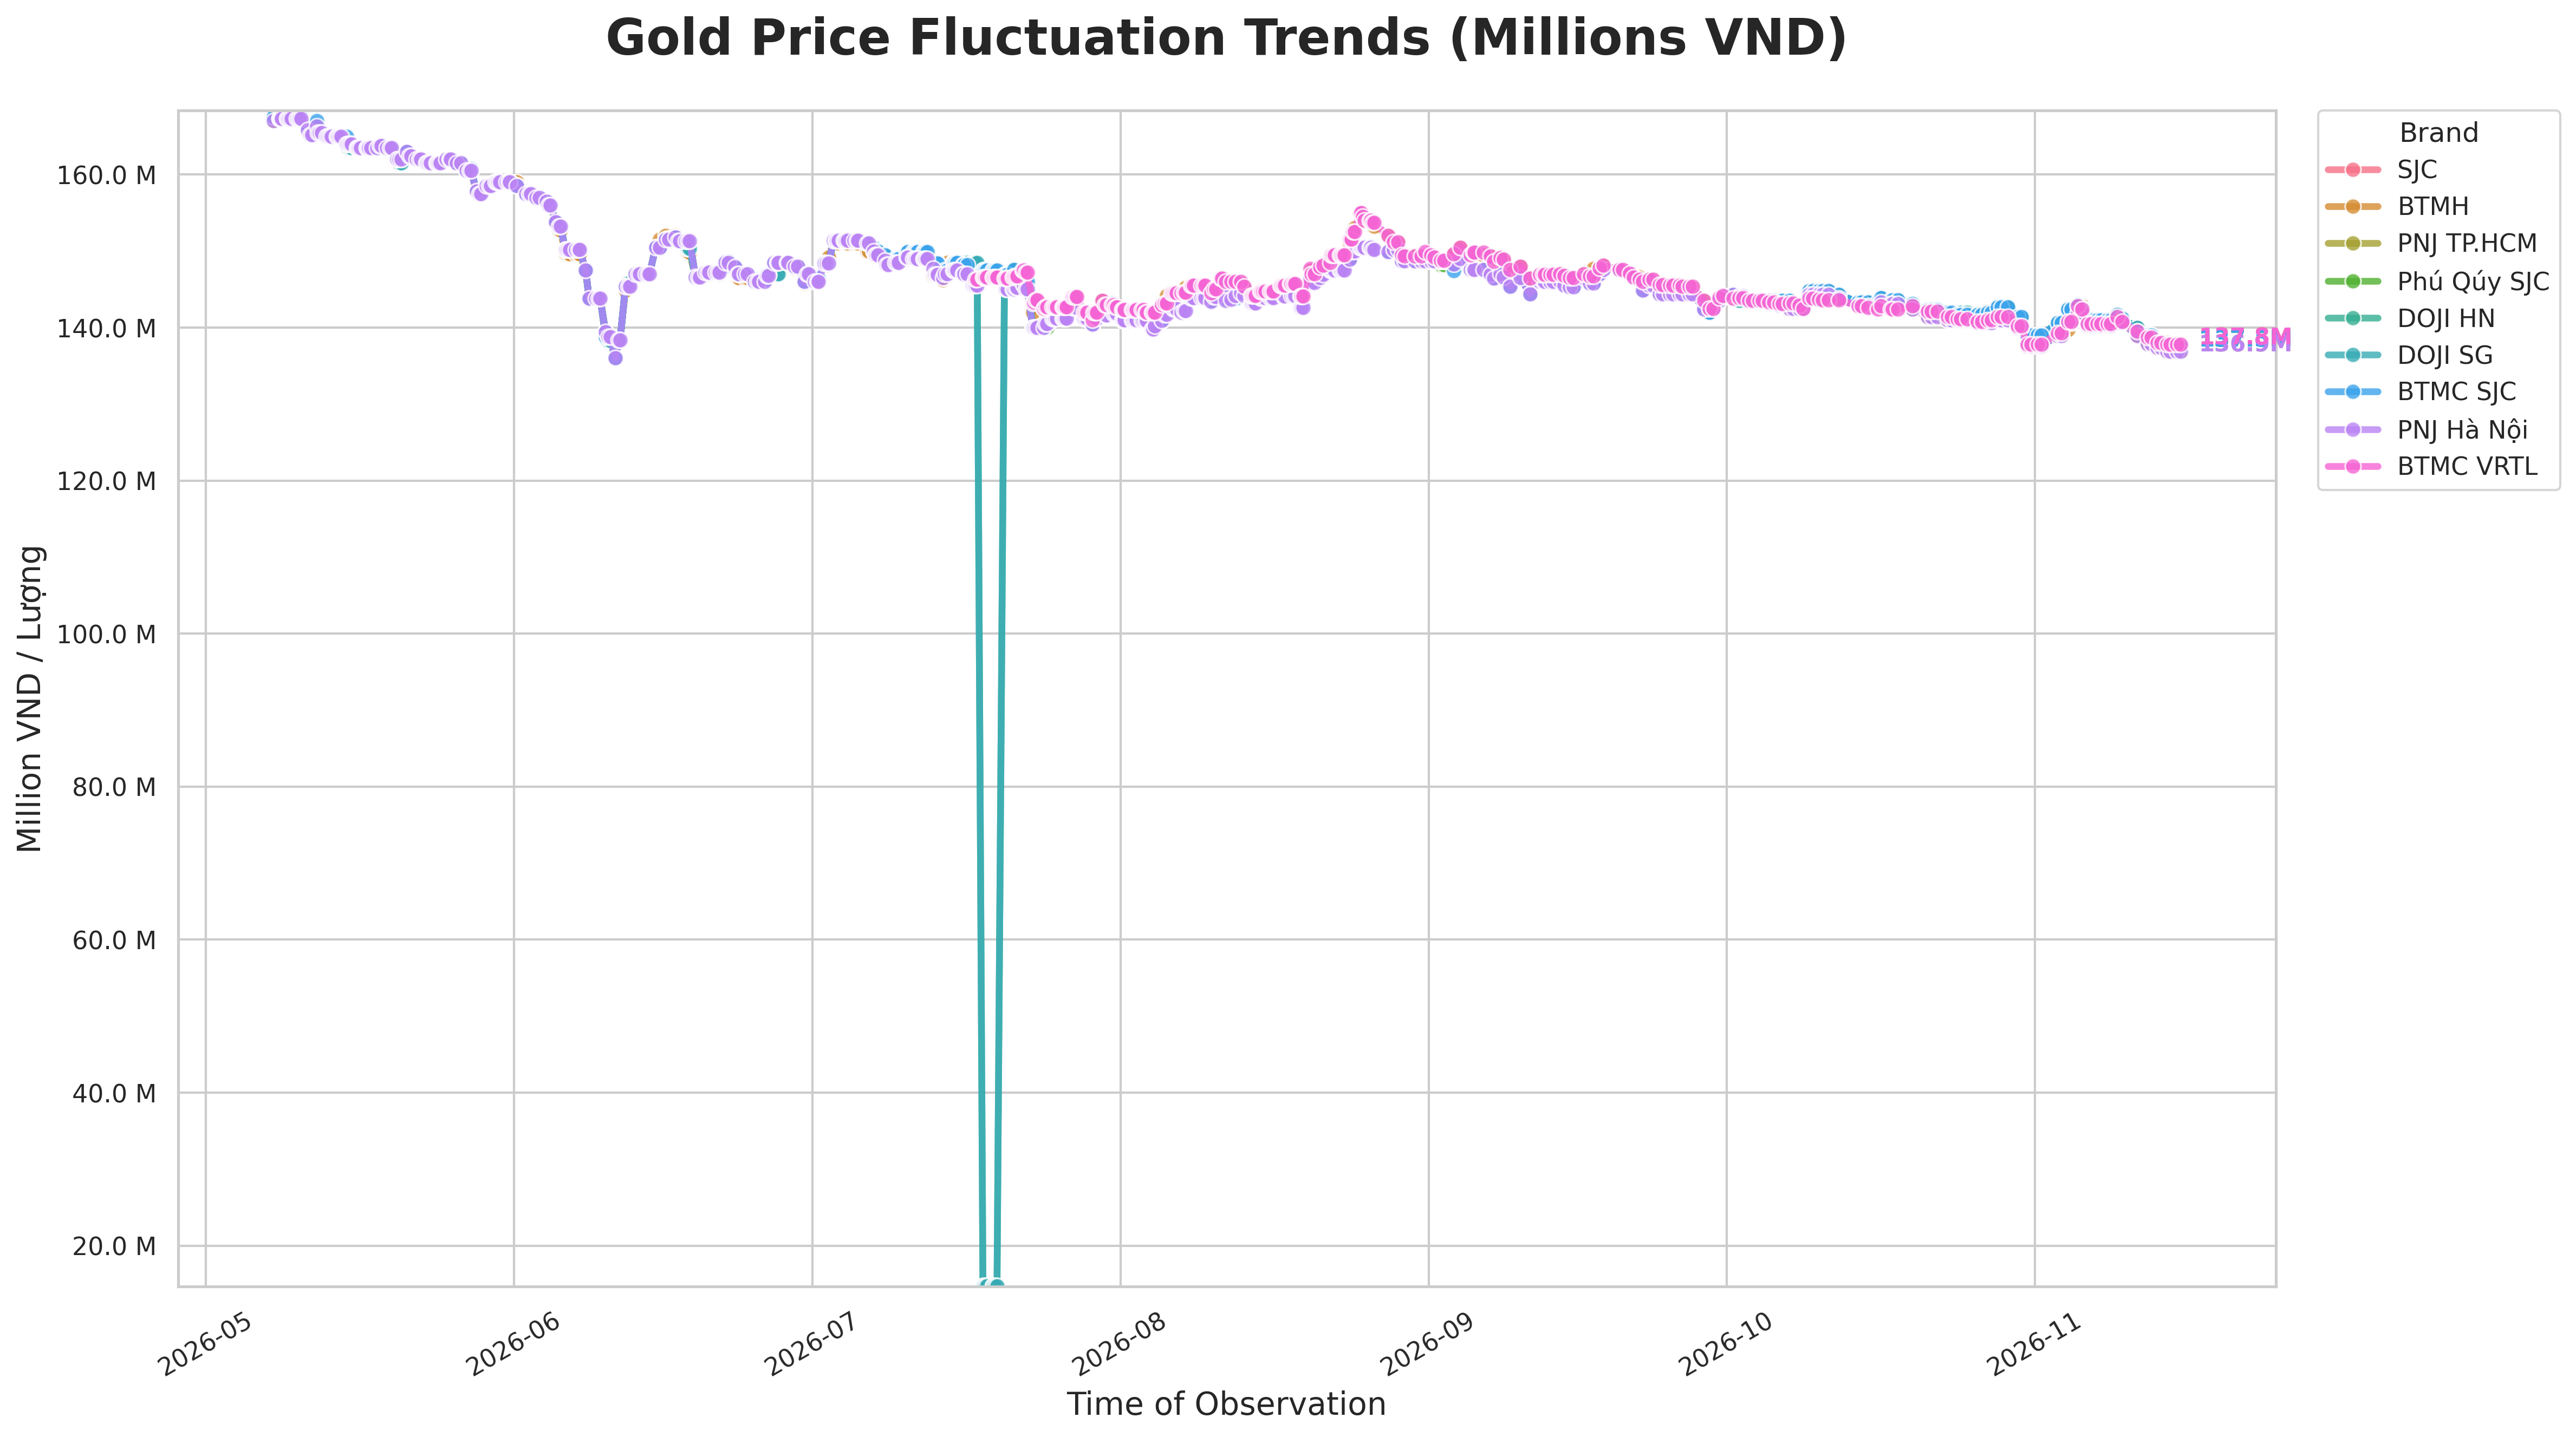 Gold Price Fluctuation Trends (Millions VND)
Million VND / Lượng
160.0 M
140.0 M
120.0 M
100.0 M
80.0 M
60.0 M
40.0 M
20.0 M
2026-05
2026-06
2026-07
2026-08
2026-09
2026-10
2026-11
Time of Observation
Brand
SJC
BTMH
PNJ TP.HCM
Phú Qúy SJC
DOJI HN
DOJI SG
BTMC SJC
PNJ Hà Nội
BTMC VRTL
137.8M